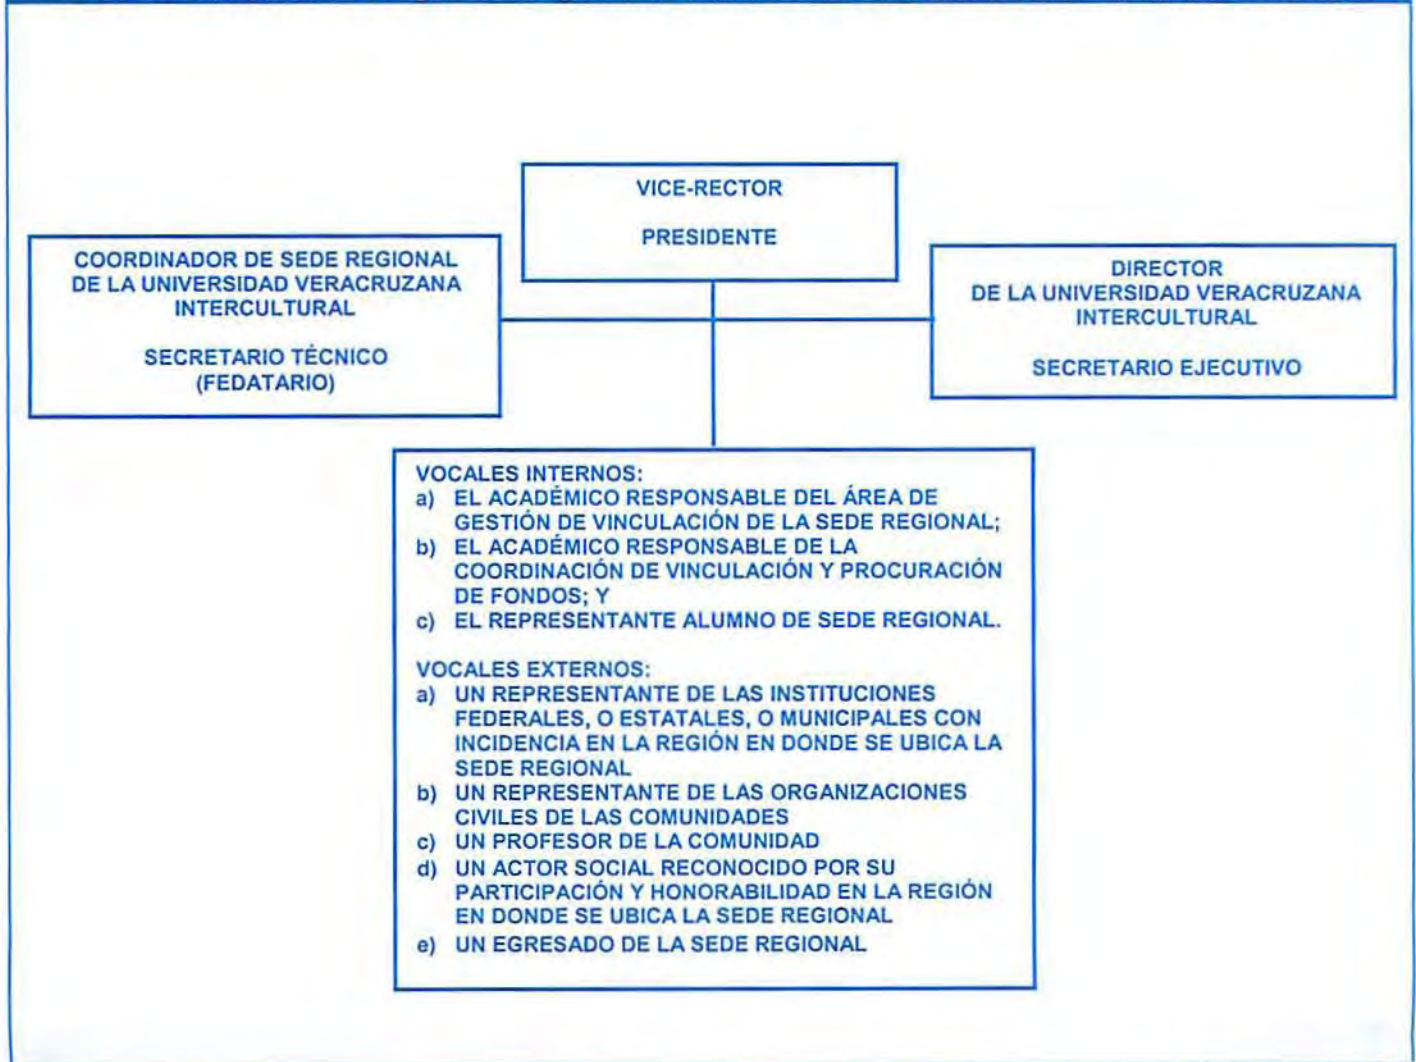 VICE-RECTOR
PRESIDENTE
COORDINADOR DE SEDE REGIONAL
DE LA UNIVERSIDAD VERACRUZANA
INTERCULTURAL
SECRETARIO TÉCNICO
(FEDATARIO)
DIRECTOR
DE LA UNIVERSIDAD VERACRUZANA
INTERCULTURAL
SECRETARIO EJECUTIVO
VOCALES INTERNOS:
a) EL ACADÉMICO RESPONSABLE DEL ÁREA DE
GESTIÓN DE VINCULACIÓN DE LA SEDE REGIONAL;
b) EL ACADÉMICO RESPONSABLE DE LA
COORDINACIÓN DE VINCULACIÓN Y PROCURACIÓN
DE FONDOS; Y
c) EL REPRESENTANTE ALUMNO DE SEDE REGIONAL.
VOCALES EXTERNOS:
a) UN REPRESENTANTE DE LAS INSTITUCIONES
FEDERALES, O ESTATALES, O MUNICIPALES CON
INCIDENCIA EN LA REGIÓN EN DONDE SE UBICA LA
SEDE REGIONAL
b) UN REPRESENTANTE DE LAS ORGANIZACIONES
CIVILES DE LAS COMUNIDADES
c) UN PROFESOR DE LA COMUNIDAD
d) UN ACTOR SOCIAL RECONOCIDO POR SU
PARTICIPACIÓN Y HONORABILIDAD EN LA REGIÓN
EN DONDE SE UBICA LA SEDE REGIONAL
e) UN EGRESADO DE LA SEDE REGIONAL